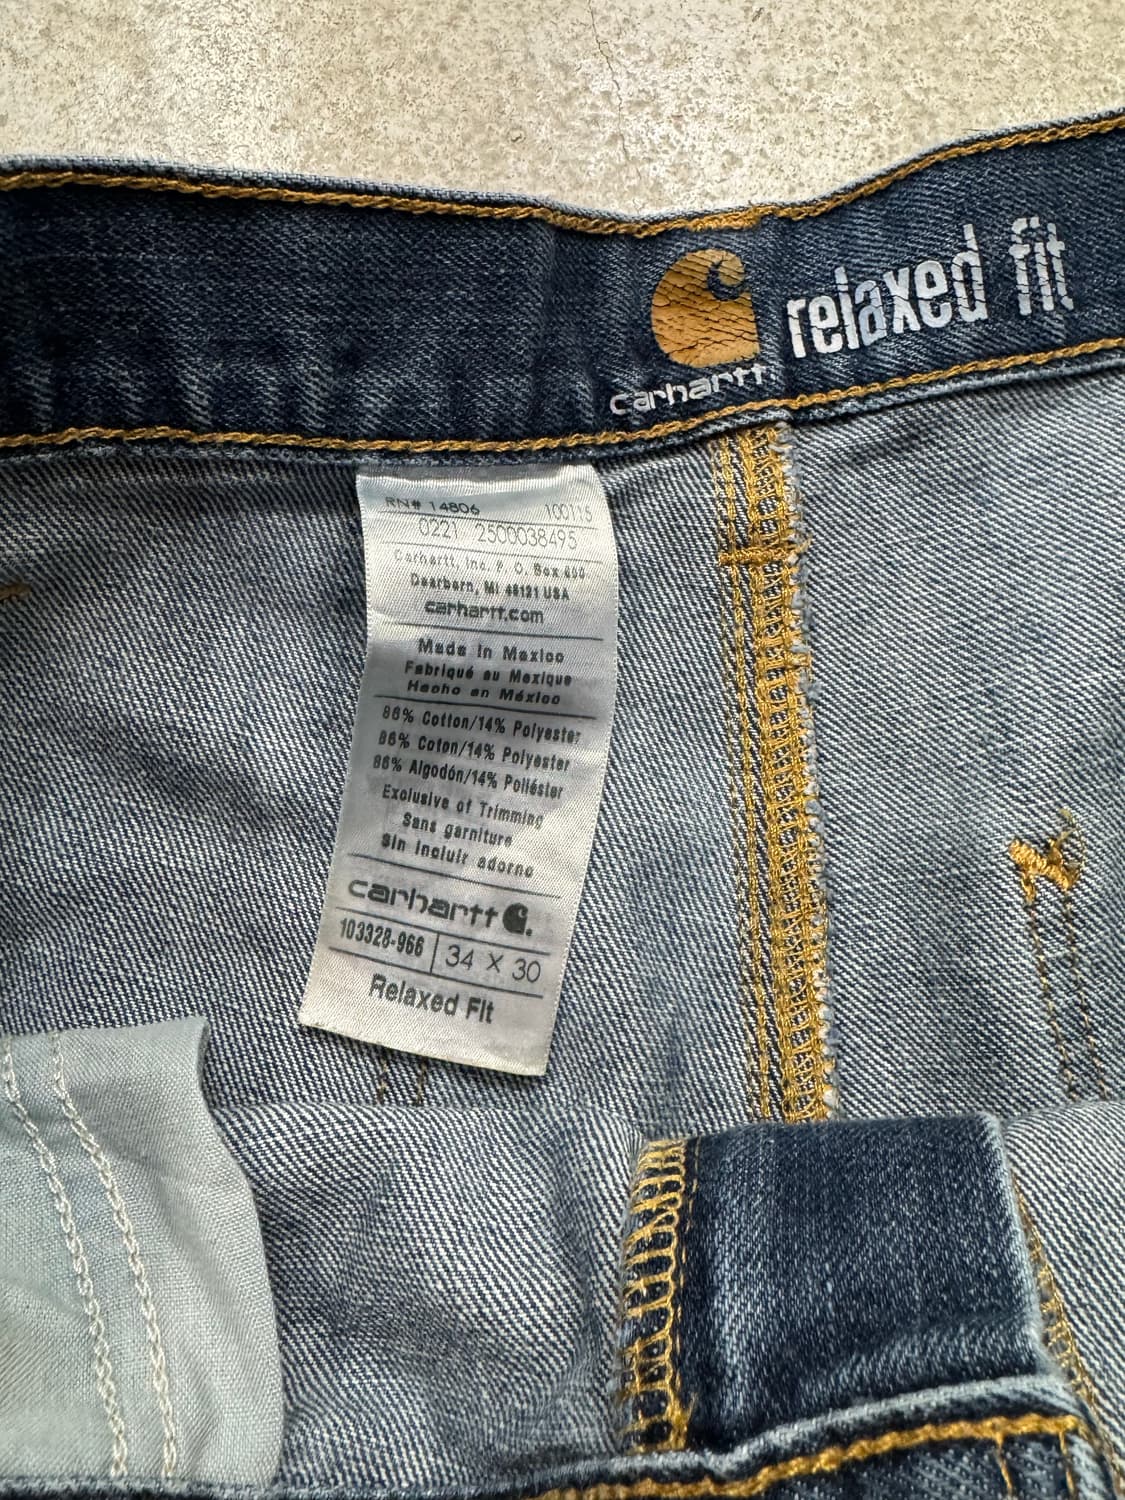 relaxed fit
carhartt
RN# 14806 100115
0221 2500038495
Carhartt, Inc. P. O. Box 600
Dearborn, MI 48121 USA
carhartt.com
Made in Mexico
Fabriqué au Mexique
Hecho en México
86% Cotton/14% Polyester
86% Coton/14% Polyester
86% Algodón/14% Poliéster
Exclusive of Trimming
Sans garniture
Sin incluir adorno
carhartt
103328-966 34 X 30
Relaxed Fit